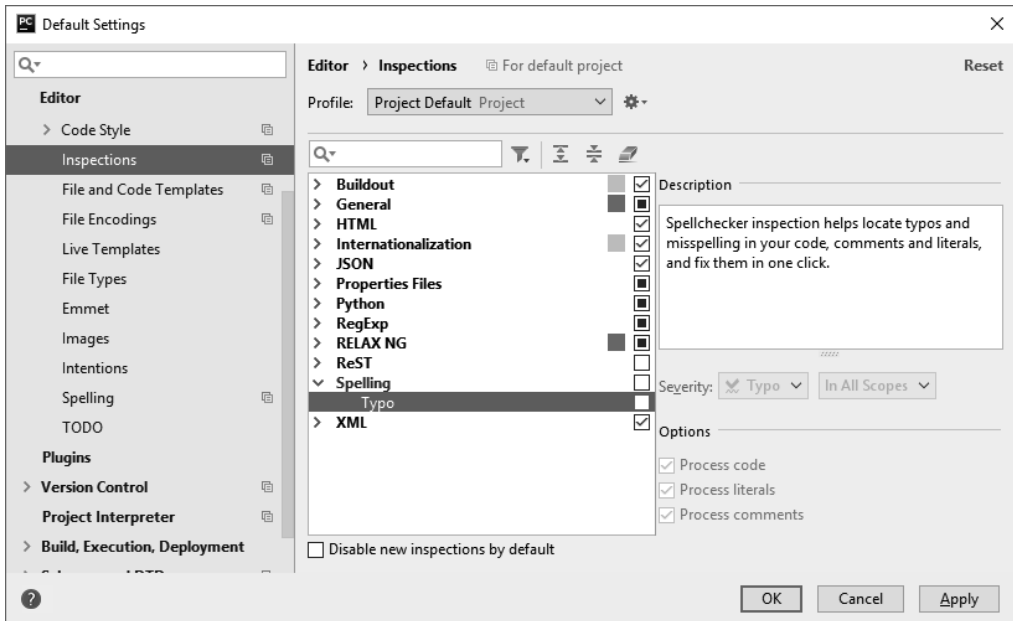 PC Default Settings
Editor
Code Style
Inspections
File and Code Templates
File Encodings
Live Templates
File Types
Emmet
Images
Intentions
Spelling
TODO
Plugins
Version Control
Project Interpreter
Build, Execution, Deployment
Editor > Inspections For default project Reset
Profile: Project Default Project
Buildout
General
HTML
Internationalization
JSON
Properties Files
Python
RegExp
RELAX NG
ReST
Spelling
Typo
XML
Disable new inspections by default
Description
Spellchecker inspection helps locate typos and
misspelling in your code, comments and literals,
and fix them in one click.
Severity: Typo In All Scopes
Options
Process code
Process literals
Process comments
?
OK Cancel Apply